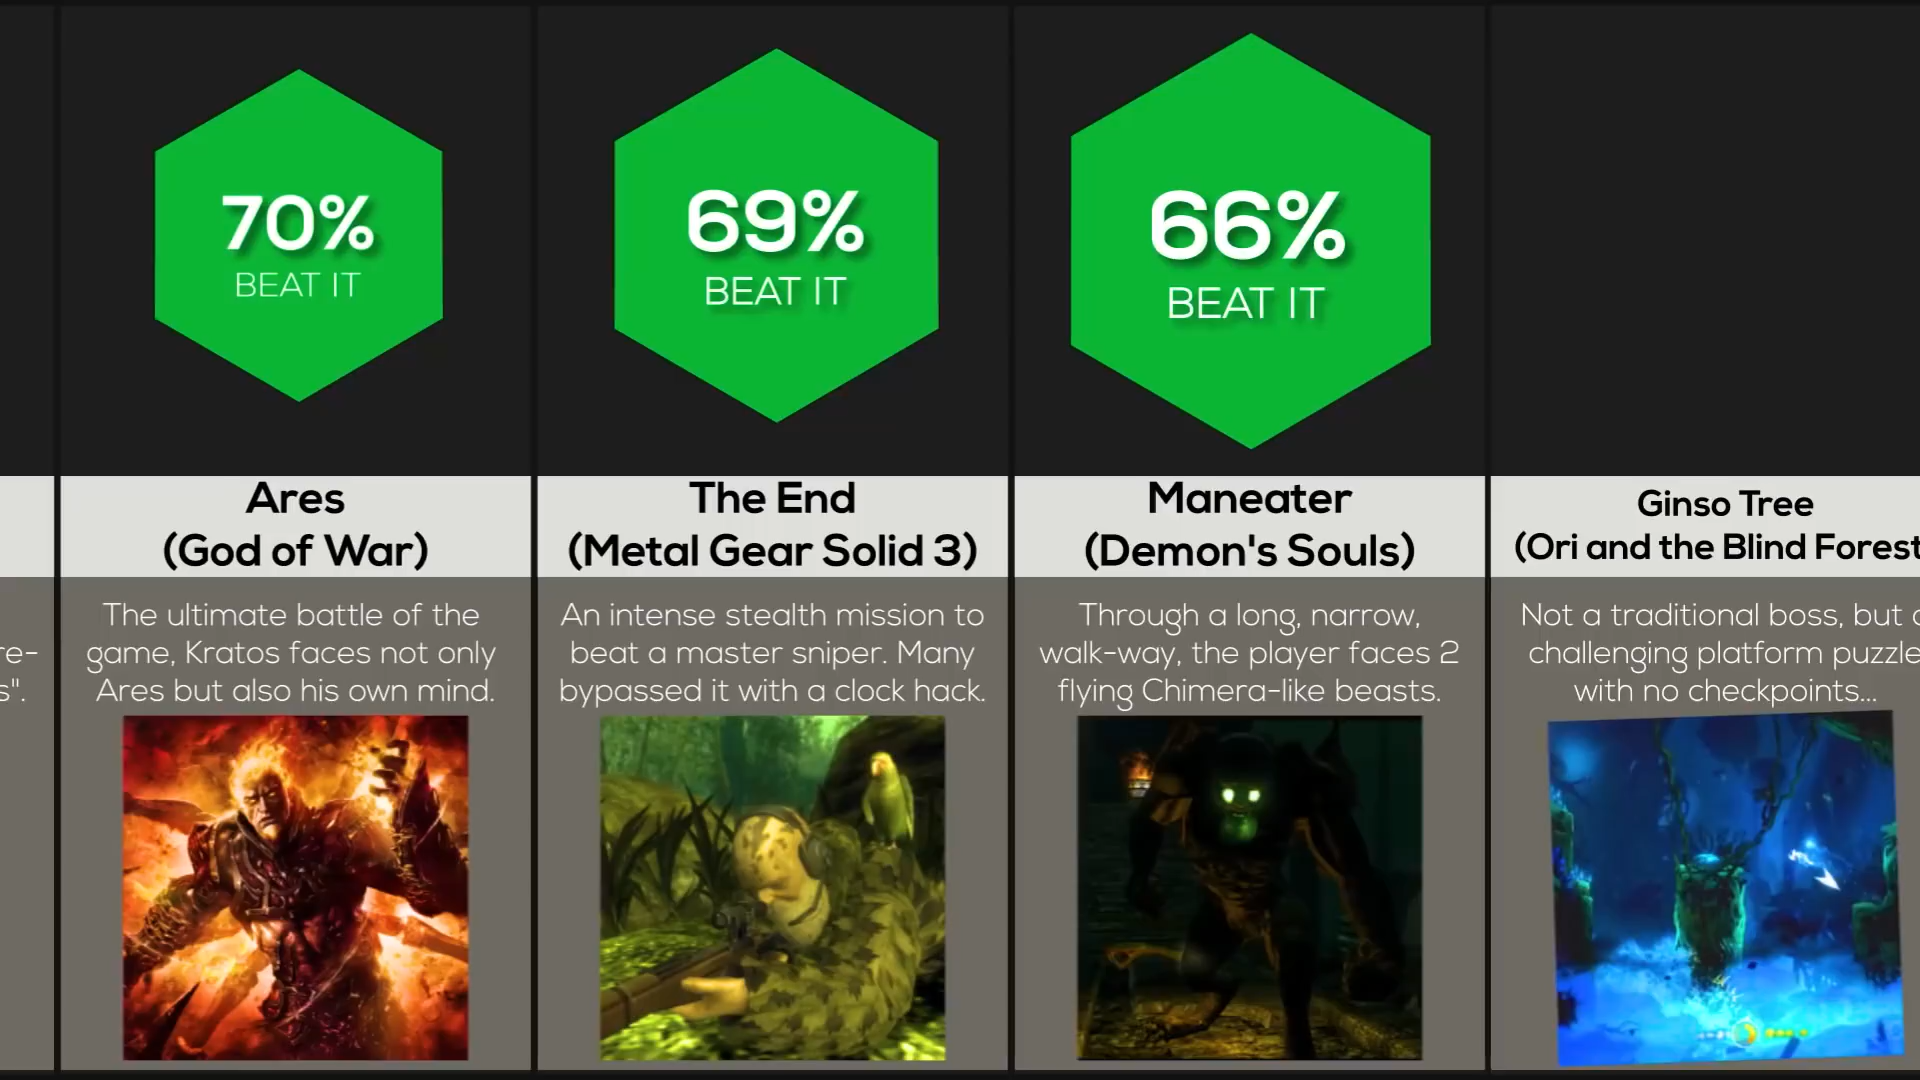 70%
BEAT IT
69%
BEAT IT
66%
BEAT IT
Ares
(God of War)
The End
(Metal Gear Solid 3)
Maneater
(Demon's Souls)
Ginso Tree
(Ori and the Blind Forest
re-
s".
The ultimate battle of the
game, Kratos faces not only
Ares but also his own mind.
An intense stealth mission to
beat a master sniper. Many
bypassed it with a clock hack.
Through a long, narrow,
walk-way, the player faces 2
flying Chimera-like beasts.
Not a traditional boss, but
challenging platform puzzle
with no checkpoints...